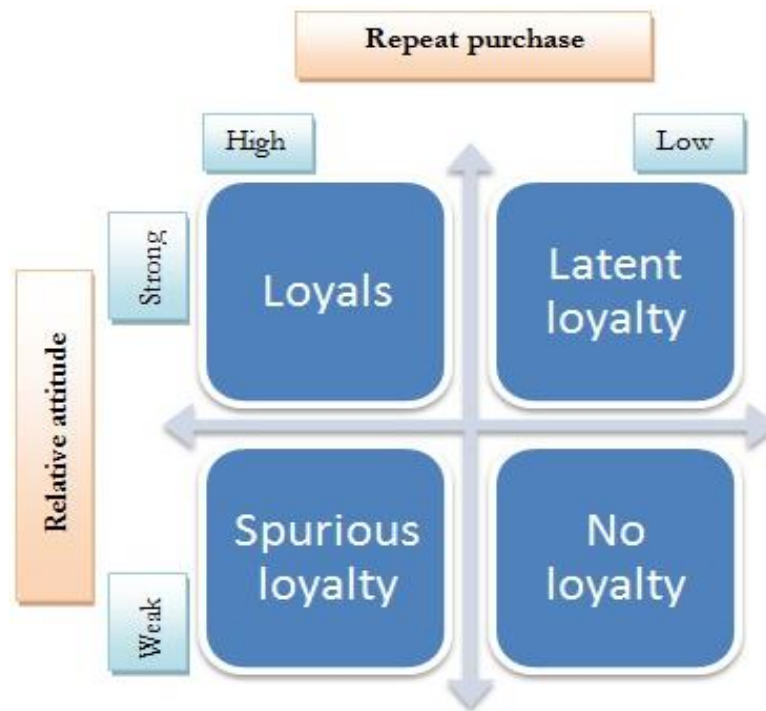 Repeat purchase
High
Low
Relative attitude
Strong
Loyals
Latent
loyalty
Weak
Spurious
loyalty
No
loyalty